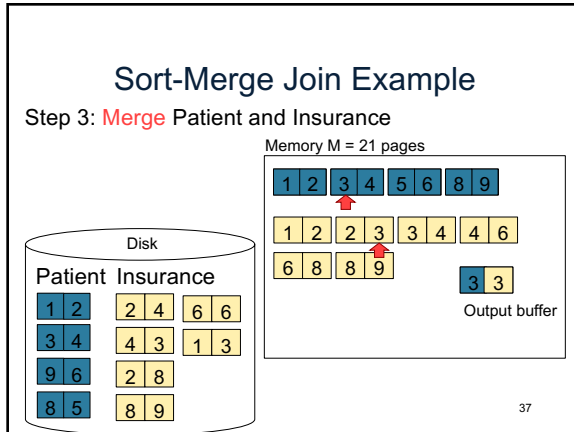 Sort-Merge Join Example
Step 3: Merge Patient and Insurance
Memory M = 21 pages
1 2 3 4 5 6 8 9
1 2 2 3 3 4 4 6
6 8 8 9
3 3
Output buffer
Disk
Patient Insurance
1 2 2 4 6 6
3 4 4 3 1 3
9 6 2 8
8 5 8 9
37